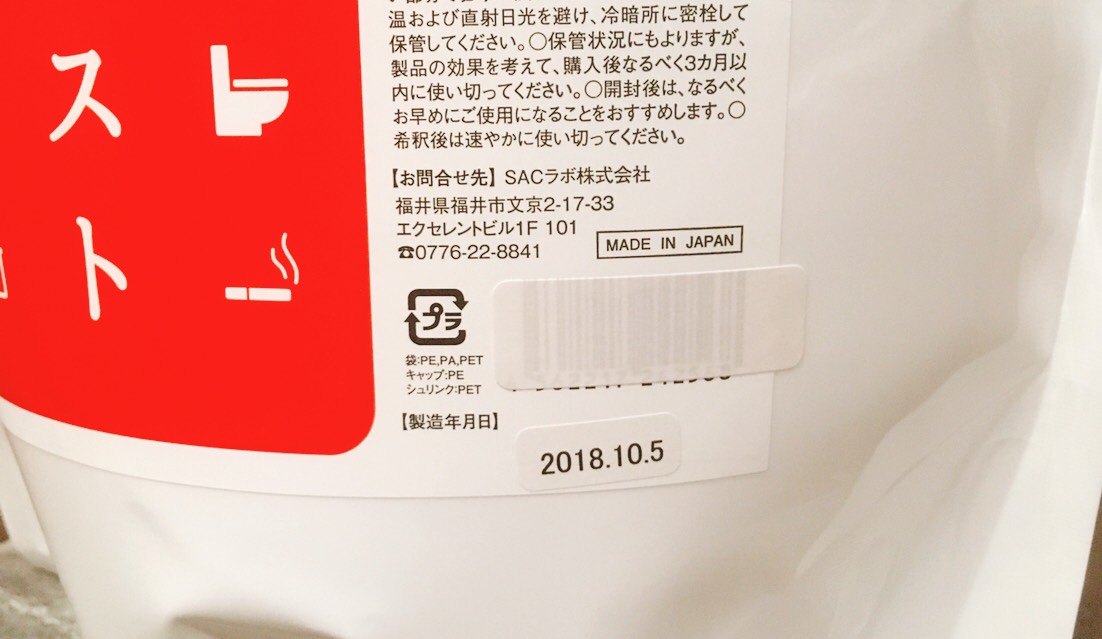 温および直射日光を避け、冷暗所に密栓して
保管してください。〇保管状況にもよりますが、
製品の効果を考えて、購入後なるべく3カ月以
内に使い切ってください。〇開封後は、なるべく
お早めにご使用になることをおすすめします。〇
希釈後は速やかに使い切ってください。
【お問合せ先】 SACラボ株式会社
福井県福井市文京2-17-33
エクセレントビル1F 101
☎0776-22-8841
MADE IN JAPAN
プラ
袋:PE,PA,PET
キャップ:PE
シュリンク:PET
【製造年月日】
2018.10.5
ス
ト